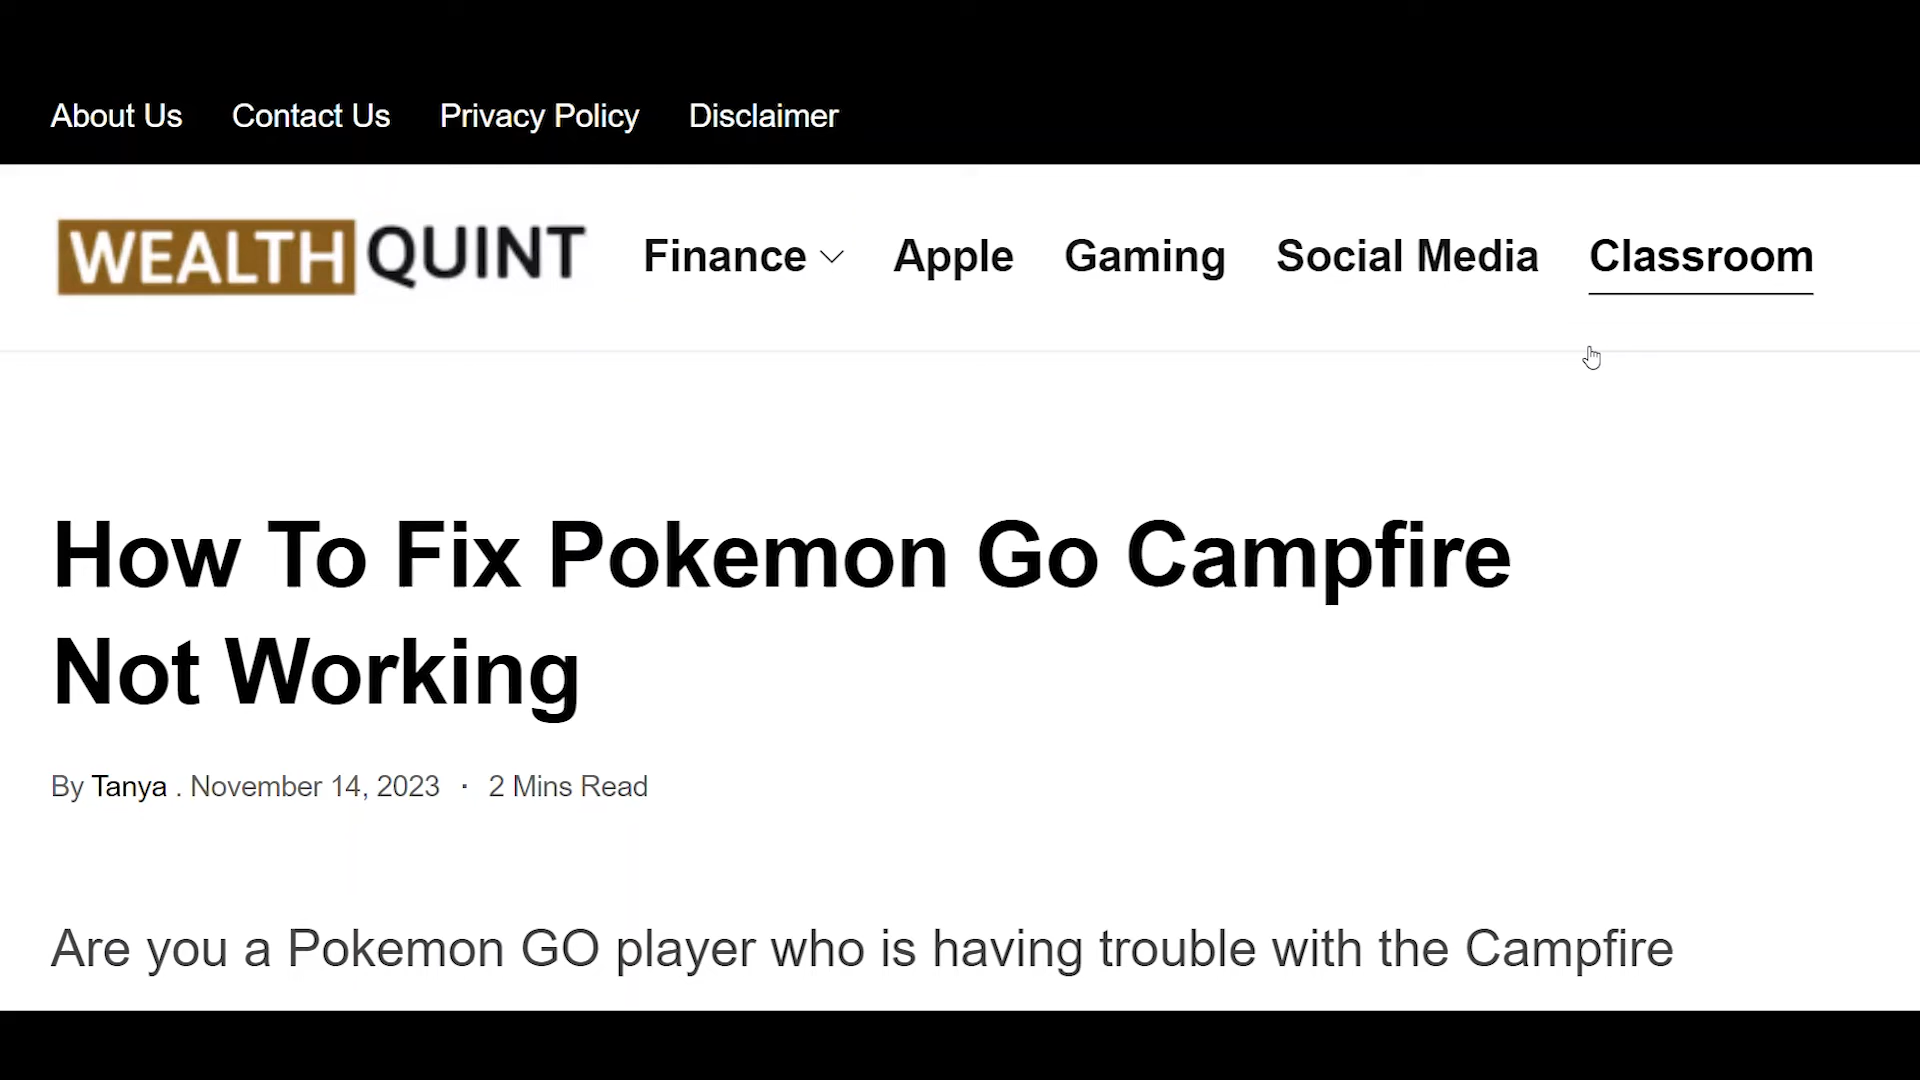 About Us Contact Us Privacy Policy Disclaimer
WEALTH QUINT Finance Apple Gaming Social Media Classroom
How To Fix Pokemon Go Campfire
Not Working
By Tanya . November 14, 2023 · 2 Mins Read
Are you a Pokemon GO player who is having trouble with the Campfire